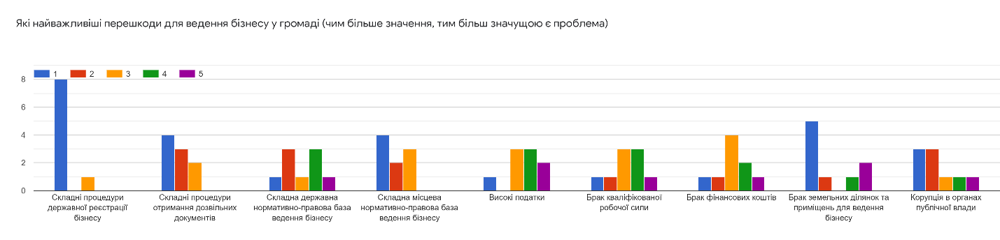 Які найважливіші перешкоди для ведення бізнесу у громаді (чим більше значення, тим більш значущою є проблема)
1 2 3 4 5
8
6
4
2
0
Складні процедури
державної реєстрації
бізнесу
Складні процедури
отримання дозвільних
документів
Складна державна
нормативно-правова база
ведення бізнесу
Складна місцева
нормативно-правова база
ведення бізнесу
Високі податки
Брак кваліфікованої
робочої сили
Брак фінансових коштів
Брак земельних ділянок та
приміщень для ведення
бізнесу
Корупція в органах
публічної влади